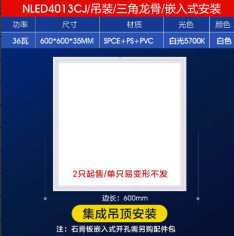 NLED4013CJ/吊装/三角龙骨/嵌入式安装
功率 尺寸 材质 光色 颜色
36瓦 600*600*35MM SPCE+PS+PVC 白光5700K 白色
2只起售/单只易变形不发
边长：600mm
集成吊顶安装
注：石膏板嵌入式开孔需另购配件包